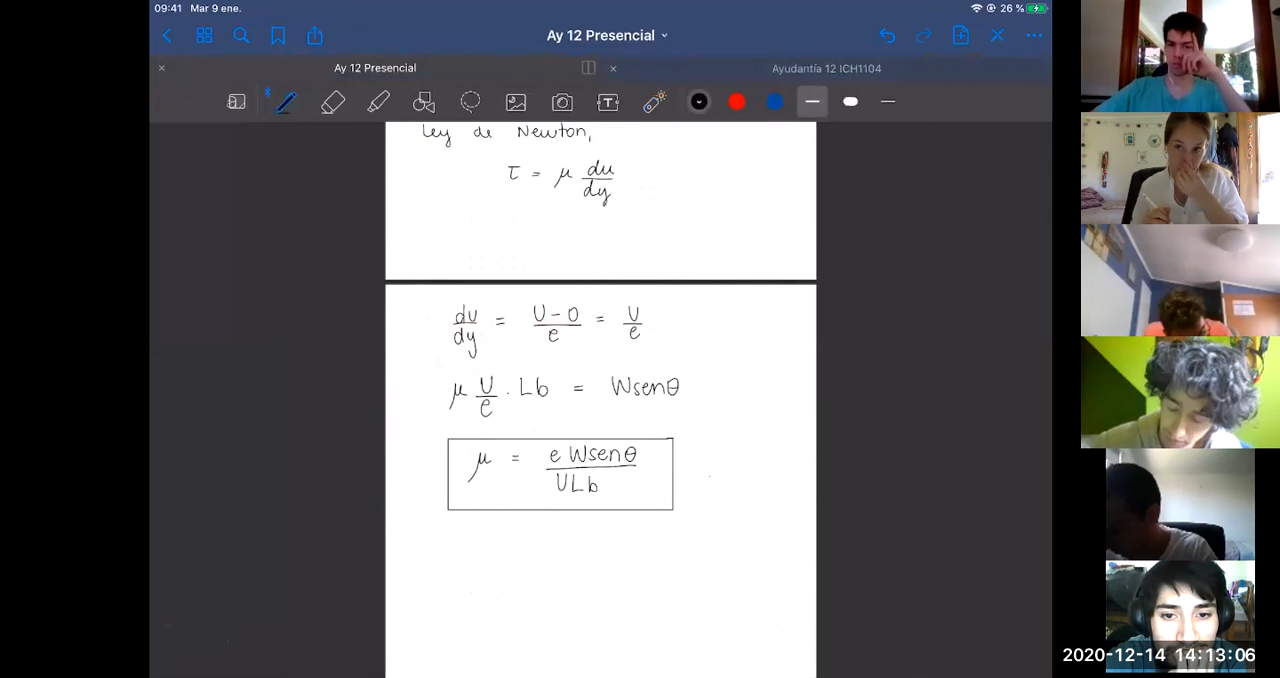 09:41 Mar 9 ene. 26 %
Ay 12 Presencial
Ay 12 Presencial
Ayudantía 12 ICH1104
Ley de Newton,
τ = μ du/dy
du/dy = U-0/e = U/e
μ U/e . Lb = Wsenθ
μ = e Wsenθ/ULb
2020-12-14 14:13:06